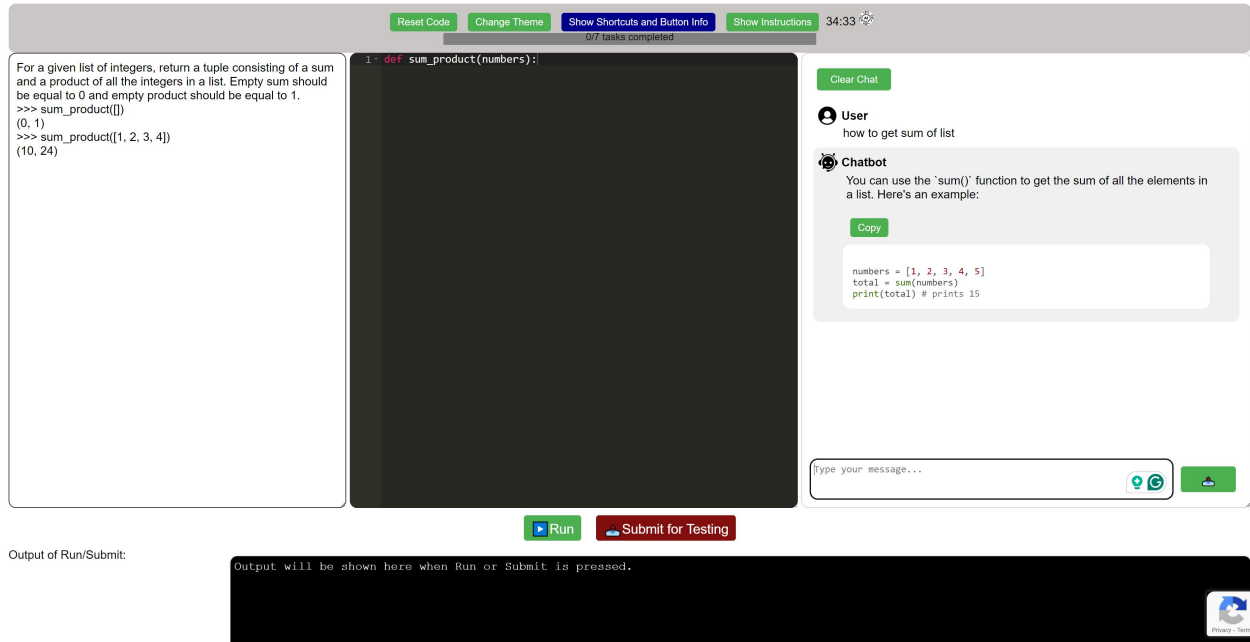 Reset Code Change Theme Show Shortcuts and Button Info Show Instructions 34:33
0/7 tasks completed
For a given list of integers, return a tuple consisting of a sum
and a product of all the integers in a list. Empty sum should
be equal to 0 and empty product should be equal to 1.
>>> sum_product([])
(0, 1)
>>> sum_product([1, 2, 3, 4])
(10, 24)
1 def sum_product(numbers):
Clear Chat
User
how to get sum of list
Chatbot
You can use the `sum()` function to get the sum of all the elements in
a list. Here's an example:
Copy
numbers = [1, 2, 3, 4, 5]
total = sum(numbers)
print(total) # prints 15
Type your message...
Run Submit for Testing
Output of Run/Submit:
Output will be shown here when Run or Submit is pressed.
Privacy - Term